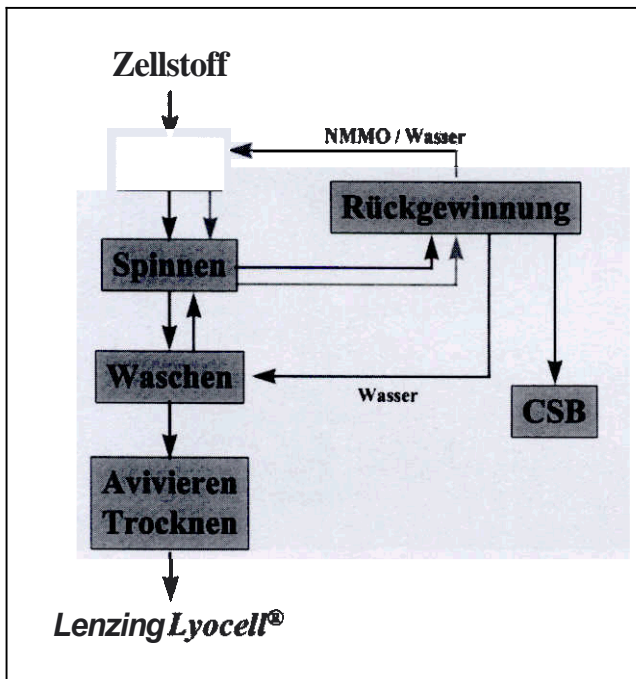 Zellstoff
NMMO / Wasser
Rückgewinnung
Spinnen
Waschen
Wasser
CSB
Avivieren
Trocknen
Lenzing Lyocell®